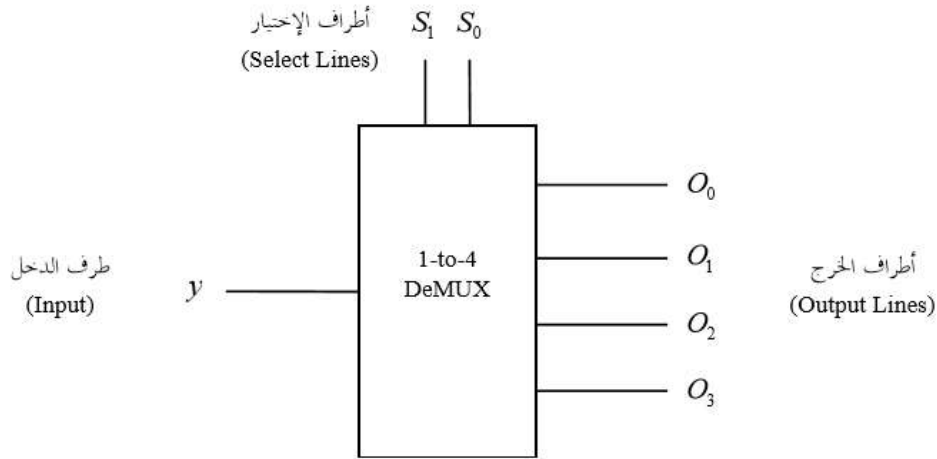 أطراف الإختيار
(Select Lines)
S₁ S₀
O₀
1-to-4
DeMUX
O₁
طرف الدخل
(Input)
y
أطراف الخرج
(Output Lines)
O₂
O₃